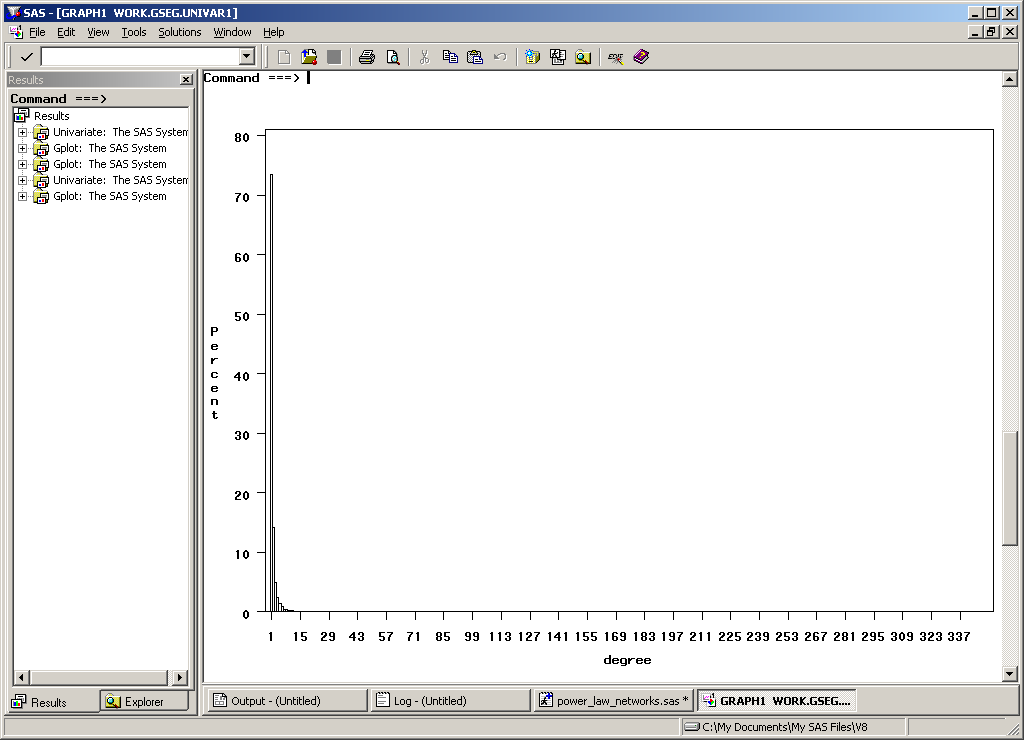 SAS - [GRAPH1 WORK.GSEG.UNIVAR1]
File Edit View Tools Solutions Window Help
Results
Command ===>
Results
Univariate: The SAS System
Gplot: The SAS System
Gplot: The SAS System
Univariate: The SAS System
Gplot: The SAS System
Results Explorer
Command ===>
80
70
60
50
40
30
20
10
0
Percent
1 15 29 43 57 71 85 99 113 127 141 155 169 183 197 211 225 239 253 267 281 295 309 323 337
degree
Output - (Untitled) Log - (Untitled) power_law_networks.sas * GRAPH1 WORK.GSEG....
C:\My Documents\My SAS Files\V8